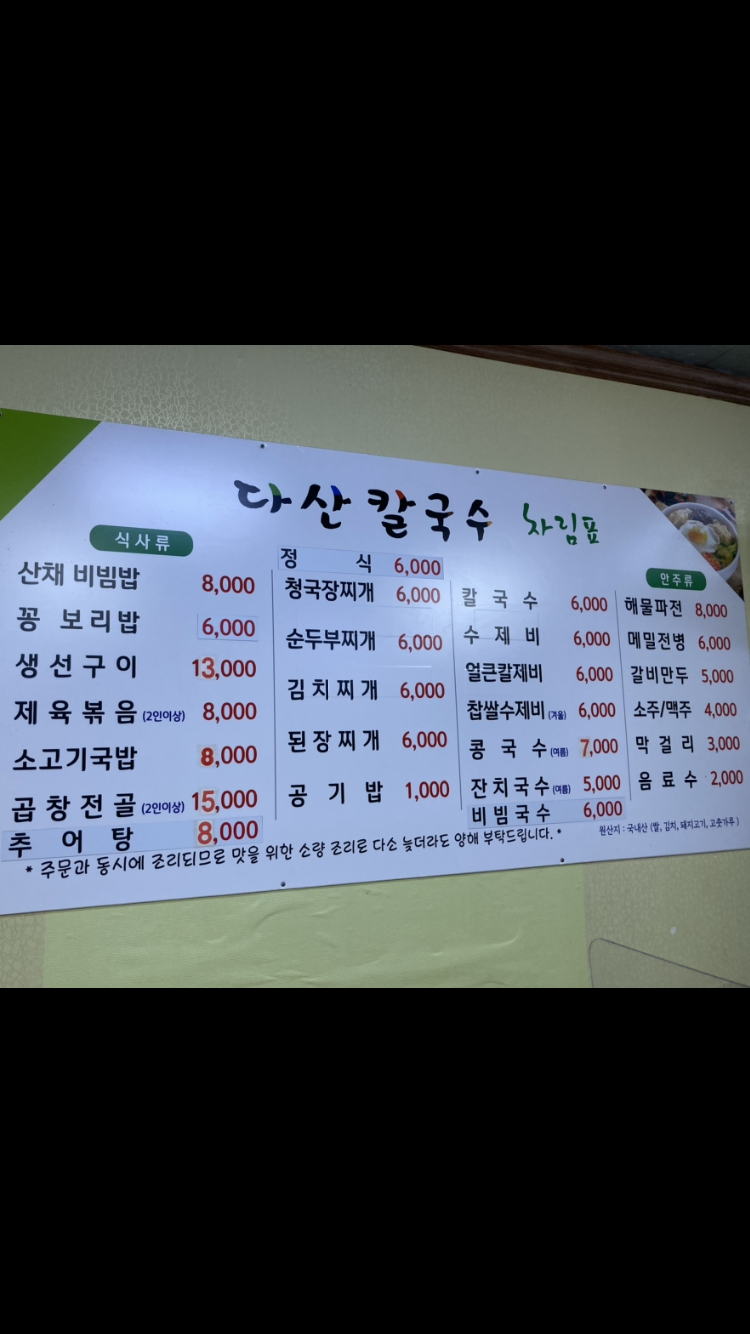 다산칼국수 차림표
식사류
산채 비빔밥 8,000
꽁 보리밥 6,000
생선구이 13,000
제육볶음 (2인이상) 8,000
소고기국밥 8,000
곱창전골 (2인이상) 15,000
추어탕 8,000
정식 6,000
청국장찌개 6,000
순두부찌개 6,000
김치찌개 6,000
된장찌개 6,000
공기밥 1,000
칼국수 6,000
수제비 6,000
얼큰칼제비 6,000
찹쌀수제비 (겨울) 6,000
콩국수 (여름) 7,000
잔치국수 (여름) 5,000
비빔국수 6,000
안주류
해물파전 8,000
메밀전병 6,000
갈비만두 5,000
소주/맥주 4,000
막걸리 3,000
음료수 2,000
* 주문과 동시에 조리되므로 맛을 위한 소량 조리로 다소 늦더라도 양해 부탁드립니다. *
원산지 : 국내산 (쌀, 김치, 돼지고기, 고춧가루)